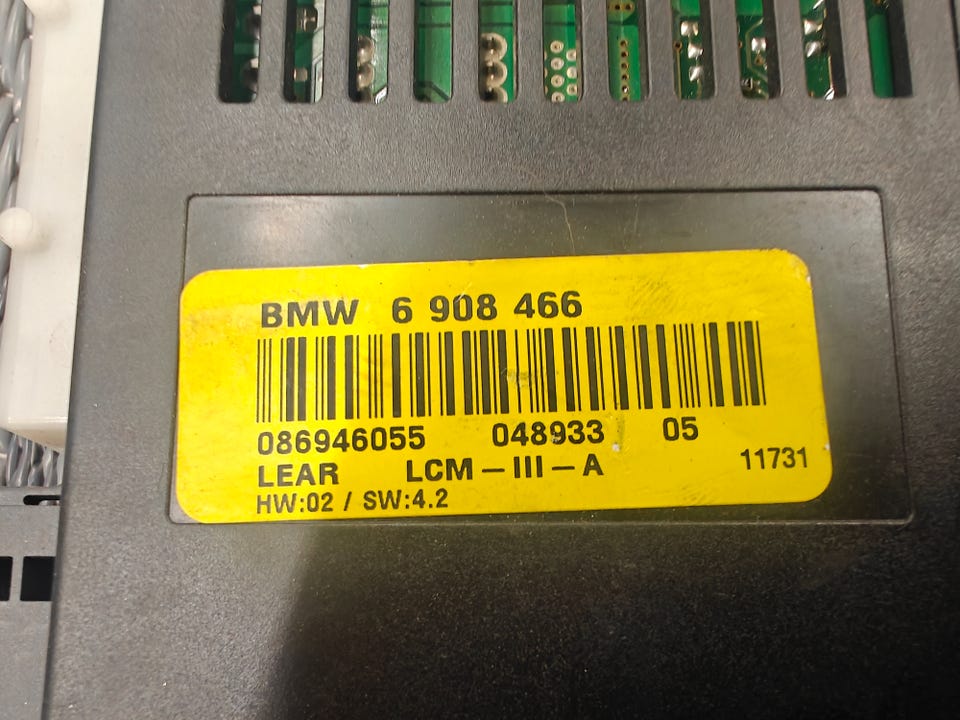 BMW 6 908 466
086946055 048933 05
LEAR LCM-III-A 11731
HW:02 / SW:4.2